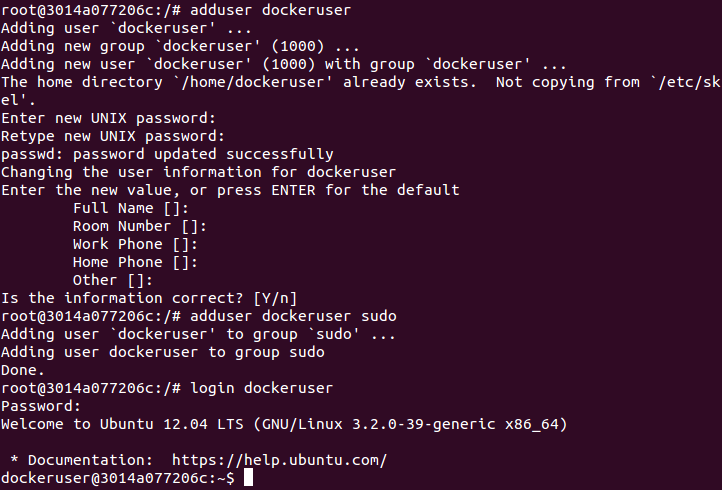 root@3014a077206c:/# adduser dockeruser
Adding user `dockeruser' ...
Adding new group `dockeruser' (1000) ...
Adding new user `dockeruser' (1000) with group `dockeruser' ...
The home directory `/home/dockeruser' already exists.  Not copying from `/etc/sk
el'.
Enter new UNIX password:
Retype new UNIX password:
passwd: password updated successfully
Changing the user information for dockeruser
Enter the new value, or press ENTER for the default
        Full Name []:
        Room Number []:
        Work Phone []:
        Home Phone []:
        Other []:
Is the information correct? [Y/n]
root@3014a077206c:/# adduser dockeruser sudo
Adding user `dockeruser' to group `sudo' ...
Adding user dockeruser to group sudo
Done.
root@3014a077206c:/# login dockeruser
Password:
Welcome to Ubuntu 12.04 LTS (GNU/Linux 3.2.0-39-generic x86_64)

 * Documentation:  https://help.ubuntu.com/
dockeruser@3014a077206c:~$